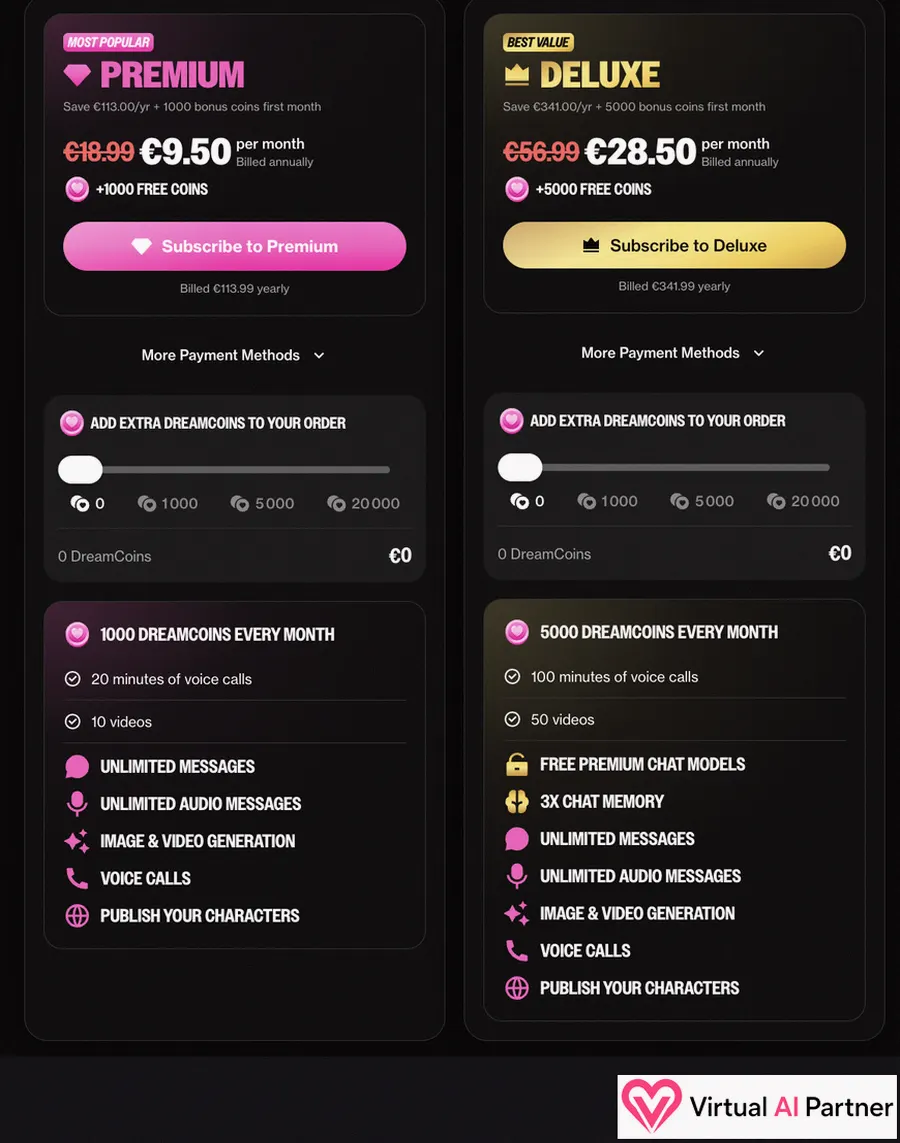 MOST POPULAR
PREMIUM
Save €113.00/yr + 1000 bonus coins first month
€18.99 €9.50 per month
Billed annually
+1000 FREE COINS
Subscribe to Premium
Billed €113.99 yearly
More Payment Methods
ADD EXTRA DREAMCOINS TO YOUR ORDER
0 1000 5000 20000
0 DreamCoins €0
1000 DREAMCOINS EVERY MONTH
20 minutes of voice calls
10 videos
UNLIMITED MESSAGES
UNLIMITED AUDIO MESSAGES
IMAGE & VIDEO GENERATION
VOICE CALLS
PUBLISH YOUR CHARACTERS
BEST VALUE
DELUXE
Save €341.00/yr + 5000 bonus coins first month
€56.99 €28.50 per month
Billed annually
+5000 FREE COINS
Subscribe to Deluxe
Billed €341.99 yearly
More Payment Methods
ADD EXTRA DREAMCOINS TO YOUR ORDER
0 1000 5000 20000
0 DreamCoins €0
5000 DREAMCOINS EVERY MONTH
100 minutes of voice calls
50 videos
FREE PREMIUM CHAT MODELS
3X CHAT MEMORY
UNLIMITED MESSAGES
UNLIMITED AUDIO MESSAGES
IMAGE & VIDEO GENERATION
VOICE CALLS
PUBLISH YOUR CHARACTERS
Virtual AI Partner